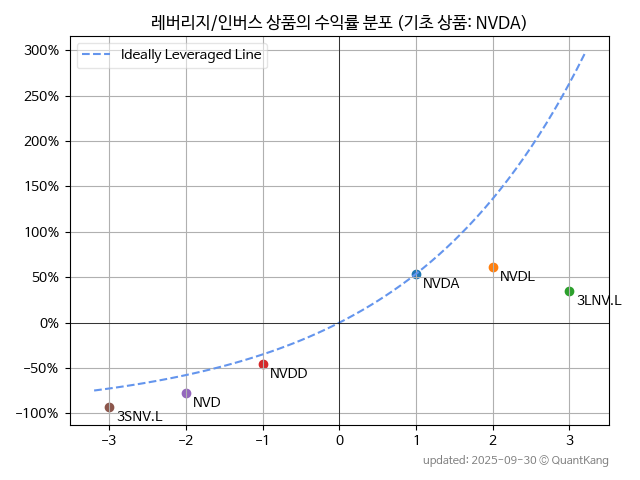 레버리지/인버스 상품의 수익률 분포 (기초 상품: NVDA)
Ideally Leveraged Line
300%
250%
200%
150%
100%
50%
0%
−50%
−100%
NVDA
NVDL
3LNV.L
NVDD
NVD
3SNV.L
−3 −2 −1 0 1 2 3
updated: 2025-09-30 © QuantKang